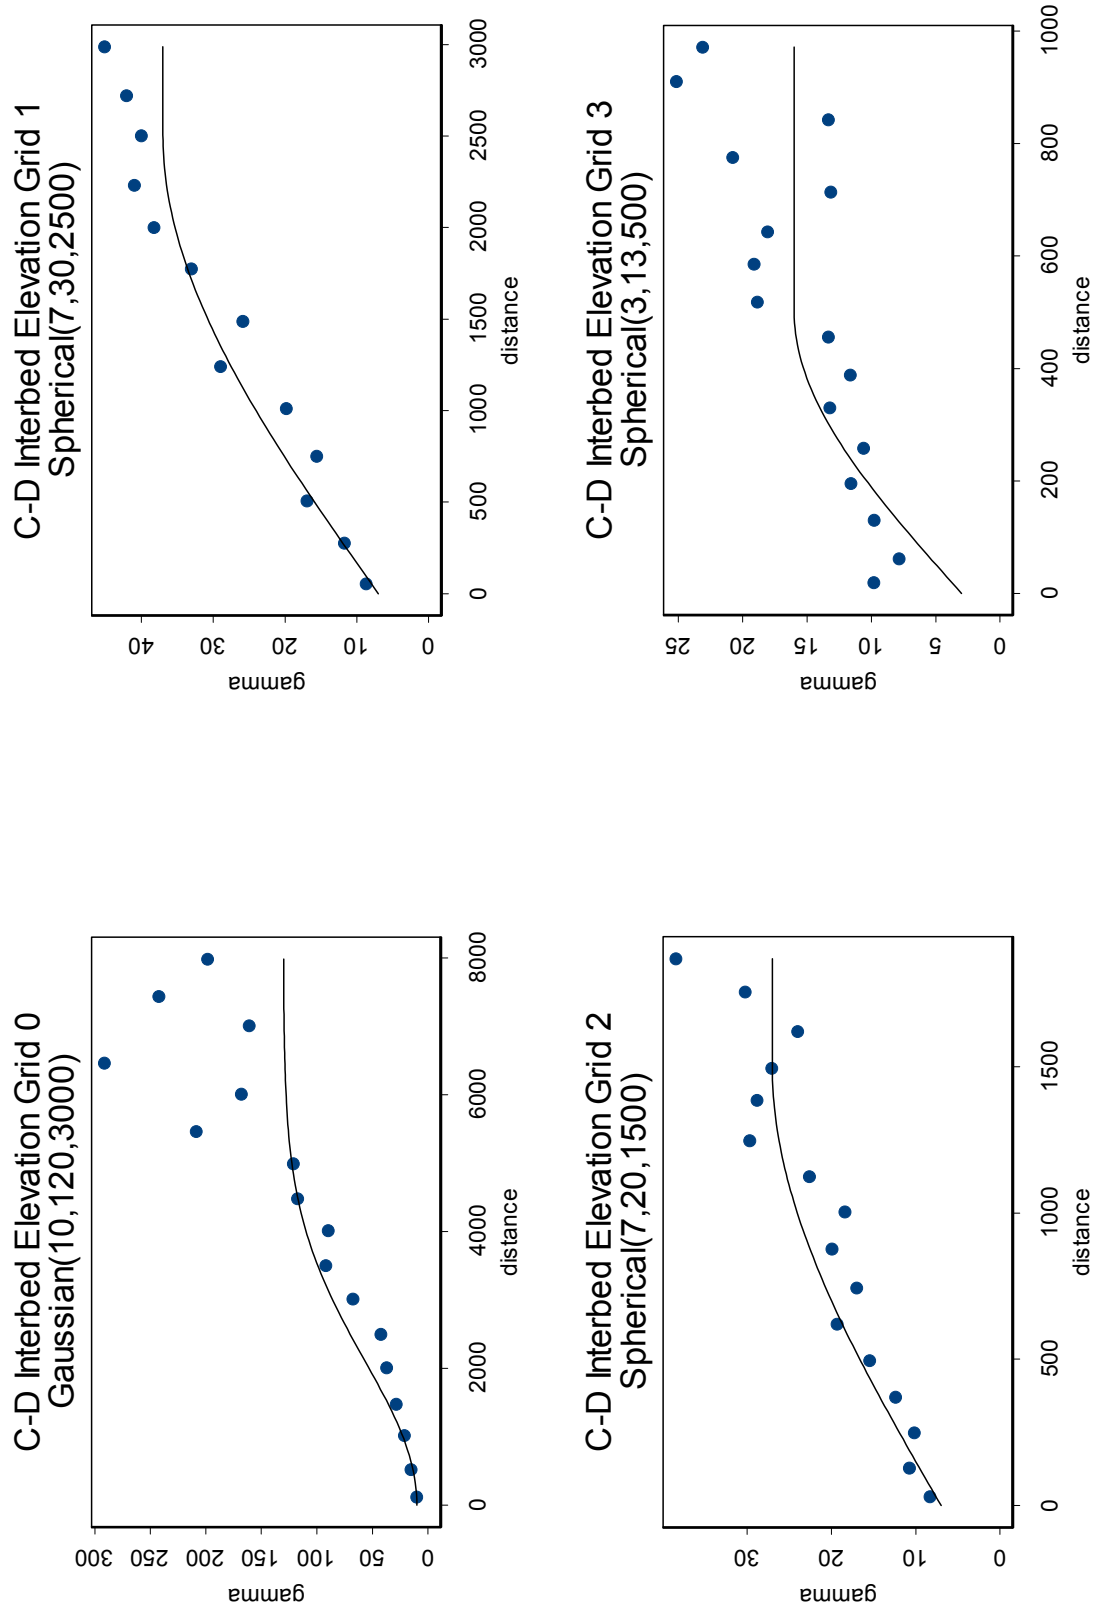 C-D Interbed Elevation Grid 0
Gaussian(10,120,3000)
gamma
0 50 100 150 200 250 300
0 2000 4000 6000 8000
distance
C-D Interbed Elevation Grid 1
Spherical(7,30,2500)
gamma
0 10 20 30 40
0 500 1000 1500 2000 2500 3000
distance
C-D Interbed Elevation Grid 2
Spherical(7,20,1500)
gamma
0 10 20 30
0 500 1000 1500
distance
C-D Interbed Elevation Grid 3
Spherical(3,13,500)
gamma
0 5 10 15 20 25
0 200 400 600 800 1000
distance